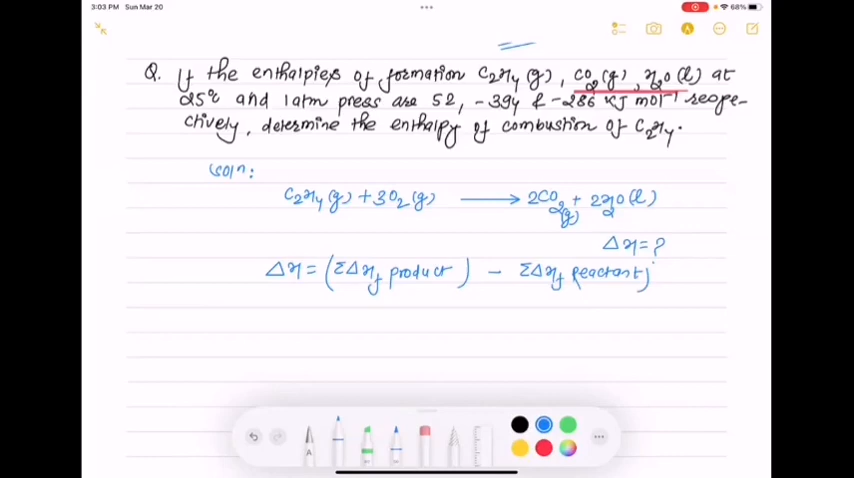 3:03 PM Sun Mar 20
68%
Q. If the enthalpies of formation C₂H₄(g), CO₂(g), H₂O(l) at
25°C and 1atm press are 52, -394 & -286 KJ mol⁻¹ respe-
ctively, determine the enthalpy of combustion of C₂H₄.
Soln:
C₂H₄(g) + 3O₂(g) ⟶ 2CO₂(g) + 2H₂O(l)
ΔH = ?
ΔH = (ΣΔHf product) - ΣΔHf reactant)
A